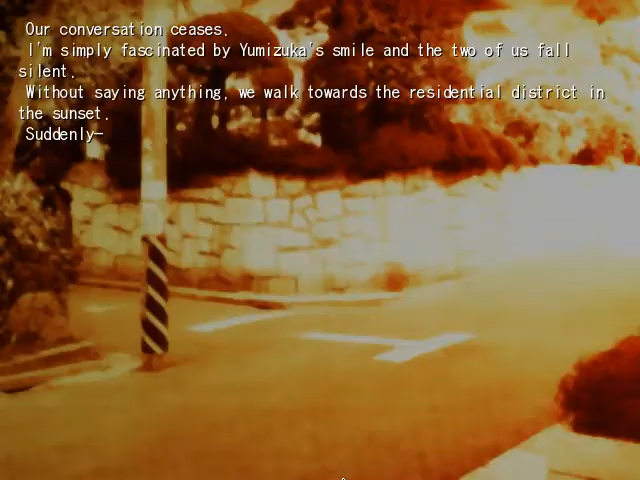 Our conversation ceases.
I'm simply fascinated by Yumizuka's smile and the two of us fall
silent.
Without saying anything, we walk towards the residential district in
the sunset.
Suddenly—